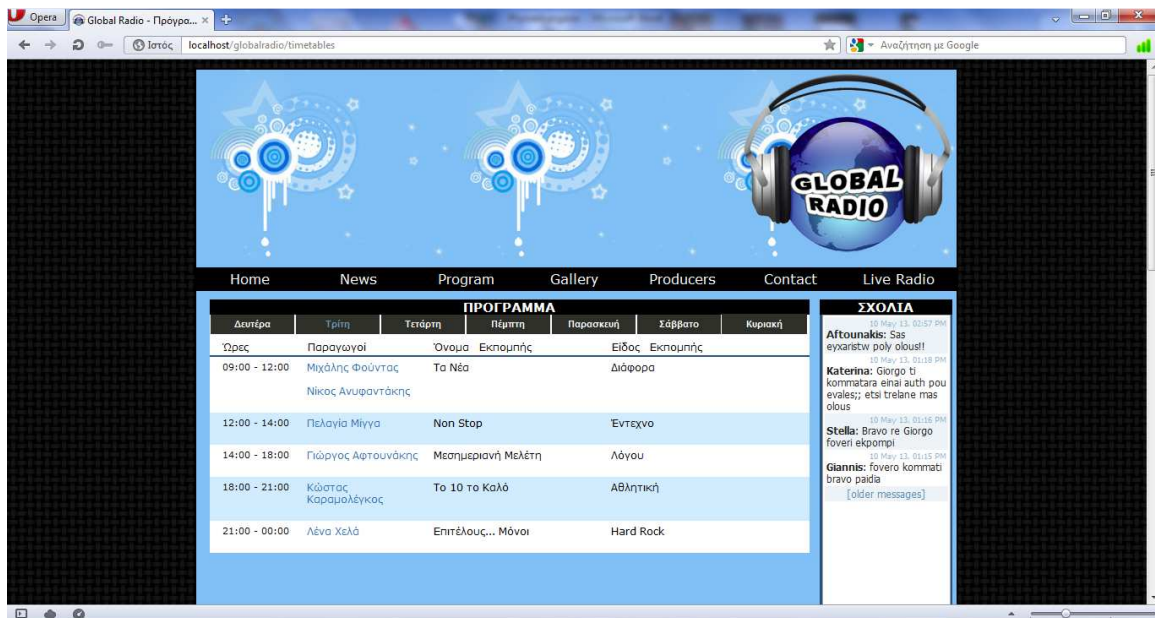 Opera
Global Radio - Πρόγρα...
Ιστός
localhost/globalradio/timetables
Αναζήτηση με Google
GLOBAL
RADIO
Home News Program Gallery Producers Contact Live Radio
ΠΡΟΓΡΑΜΜΑ
Δευτέρα Τρίτη Τετάρτη Πέμπτη Παρασκευή Σάββατο Κυριακή
Ώρες Παραγωγοί Όνομα Εκπομπής Είδος Εκπομπής
09:00 - 12:00 Μιχάλης Φούντας Τα Νέα Διάφορα
Νίκος Ανυφαντάκης
12:00 - 14:00 Πελαγία Μίγγα Non Stop Έντεχνο
14:00 - 18:00 Γιώργος Αφτουνάκης Μεσημεριανή Μελέτη Λόγου
18:00 - 21:00 Κώστας Το 10 το Καλό Αθλητική
Καραμολέγκος
21:00 - 00:00 Λένα Χελά Επιτέλους... Μόνοι Hard Rock
ΣΧΟΛΙΑ
10 May 13, 02:57 PM
Aftounakis: Sas
eyxaristw poly olous!!
10 May 13, 01:18 PM
Katerina: Giorgo ti
kommatara einai auth pou
evales;; etsi trelane mas
olous
10 May 13, 01:16 PM
Stella: Bravo re Giorgo
foveri ekpompi
10 May 13, 01:15 PM
Giannis: fovero kommati
bravo paidia
[older messages]